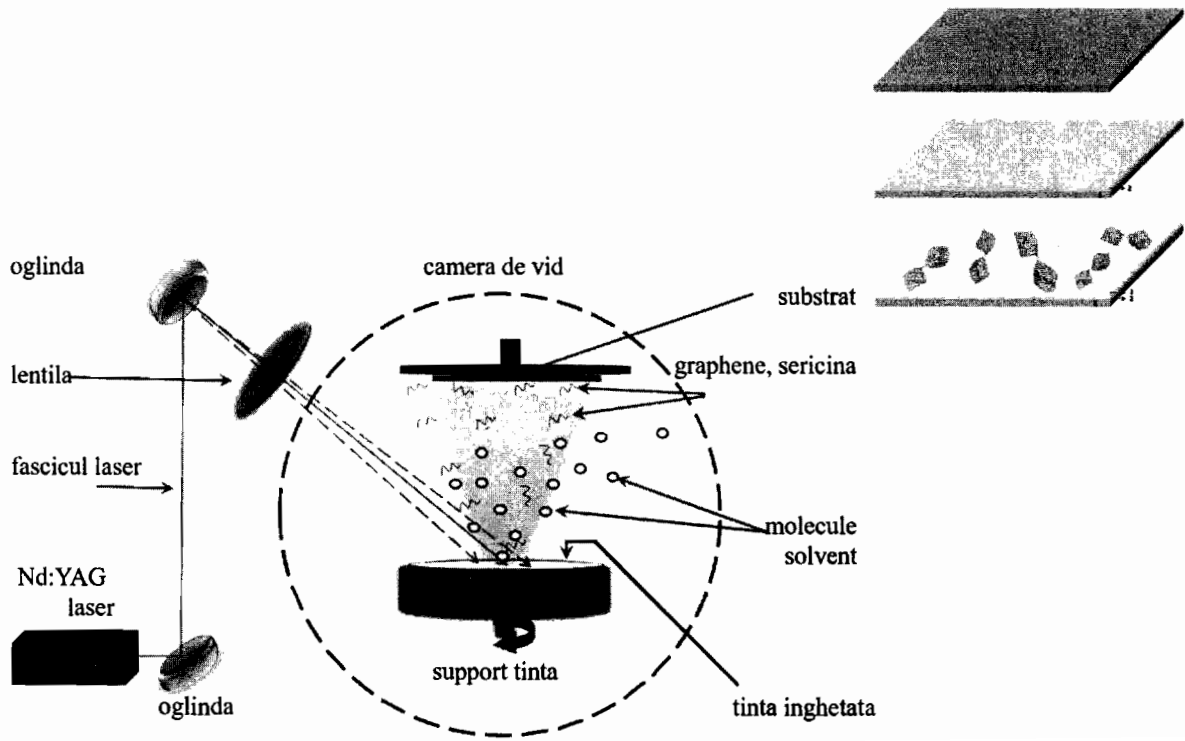 oglinda
camera de vid
substrat
lentila
graphene, sericina
fascicul laser
molecule
solvent
Nd:YAG
laser
support tinta
oglinda
tinta inghetata